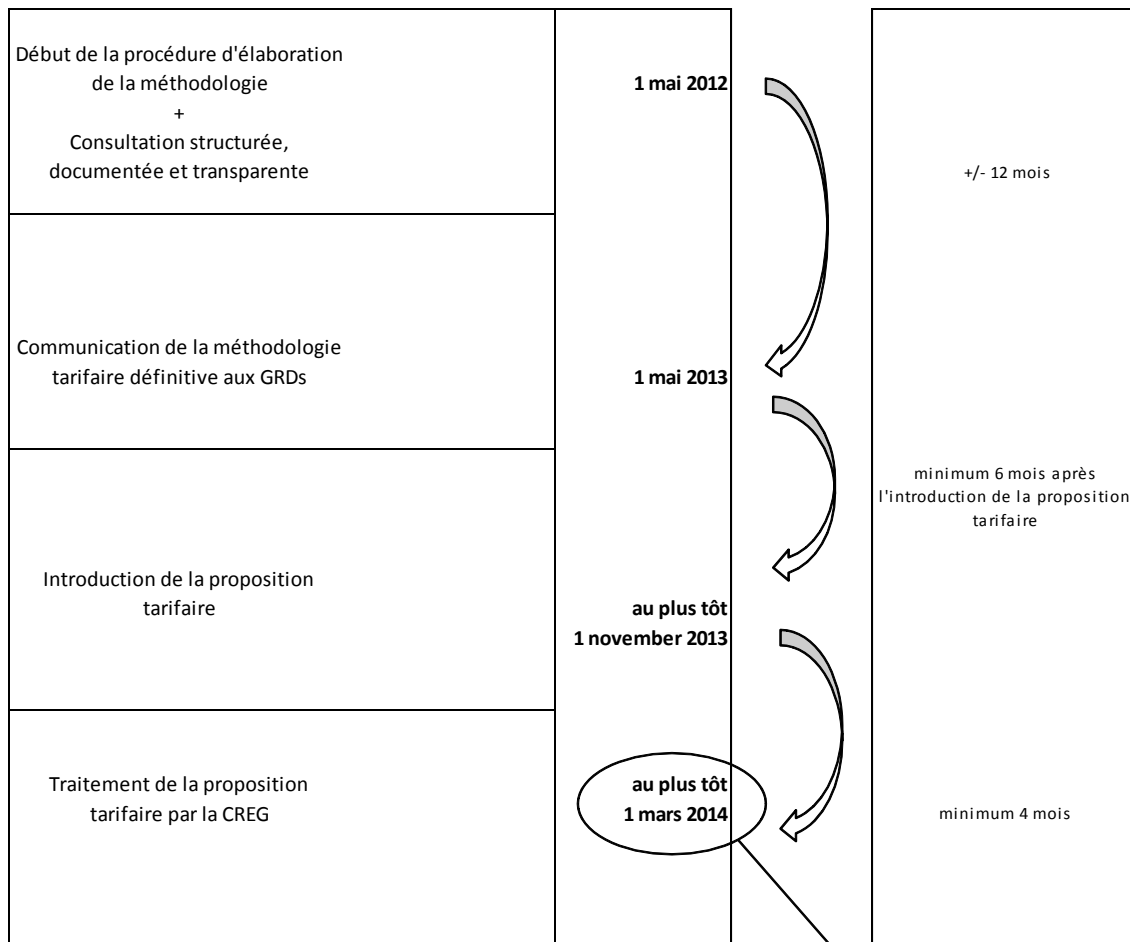 Début de la procédure d'élaboration
de la méthodologie
+
Consultation structurée,
documentée et transparente
1 mai 2012
+/- 12 mois
Communication de la méthodologie
tarifaire définitive aux GRDs
1 mai 2013
minimum 6 mois après
l'introduction de la proposition
tarifaire
Introduction de la proposition
tarifaire
au plus tôt
1 november 2013
Traitement de la proposition
tarifaire par la CREG
au plus tôt
1 mars 2014
minimum 4 mois